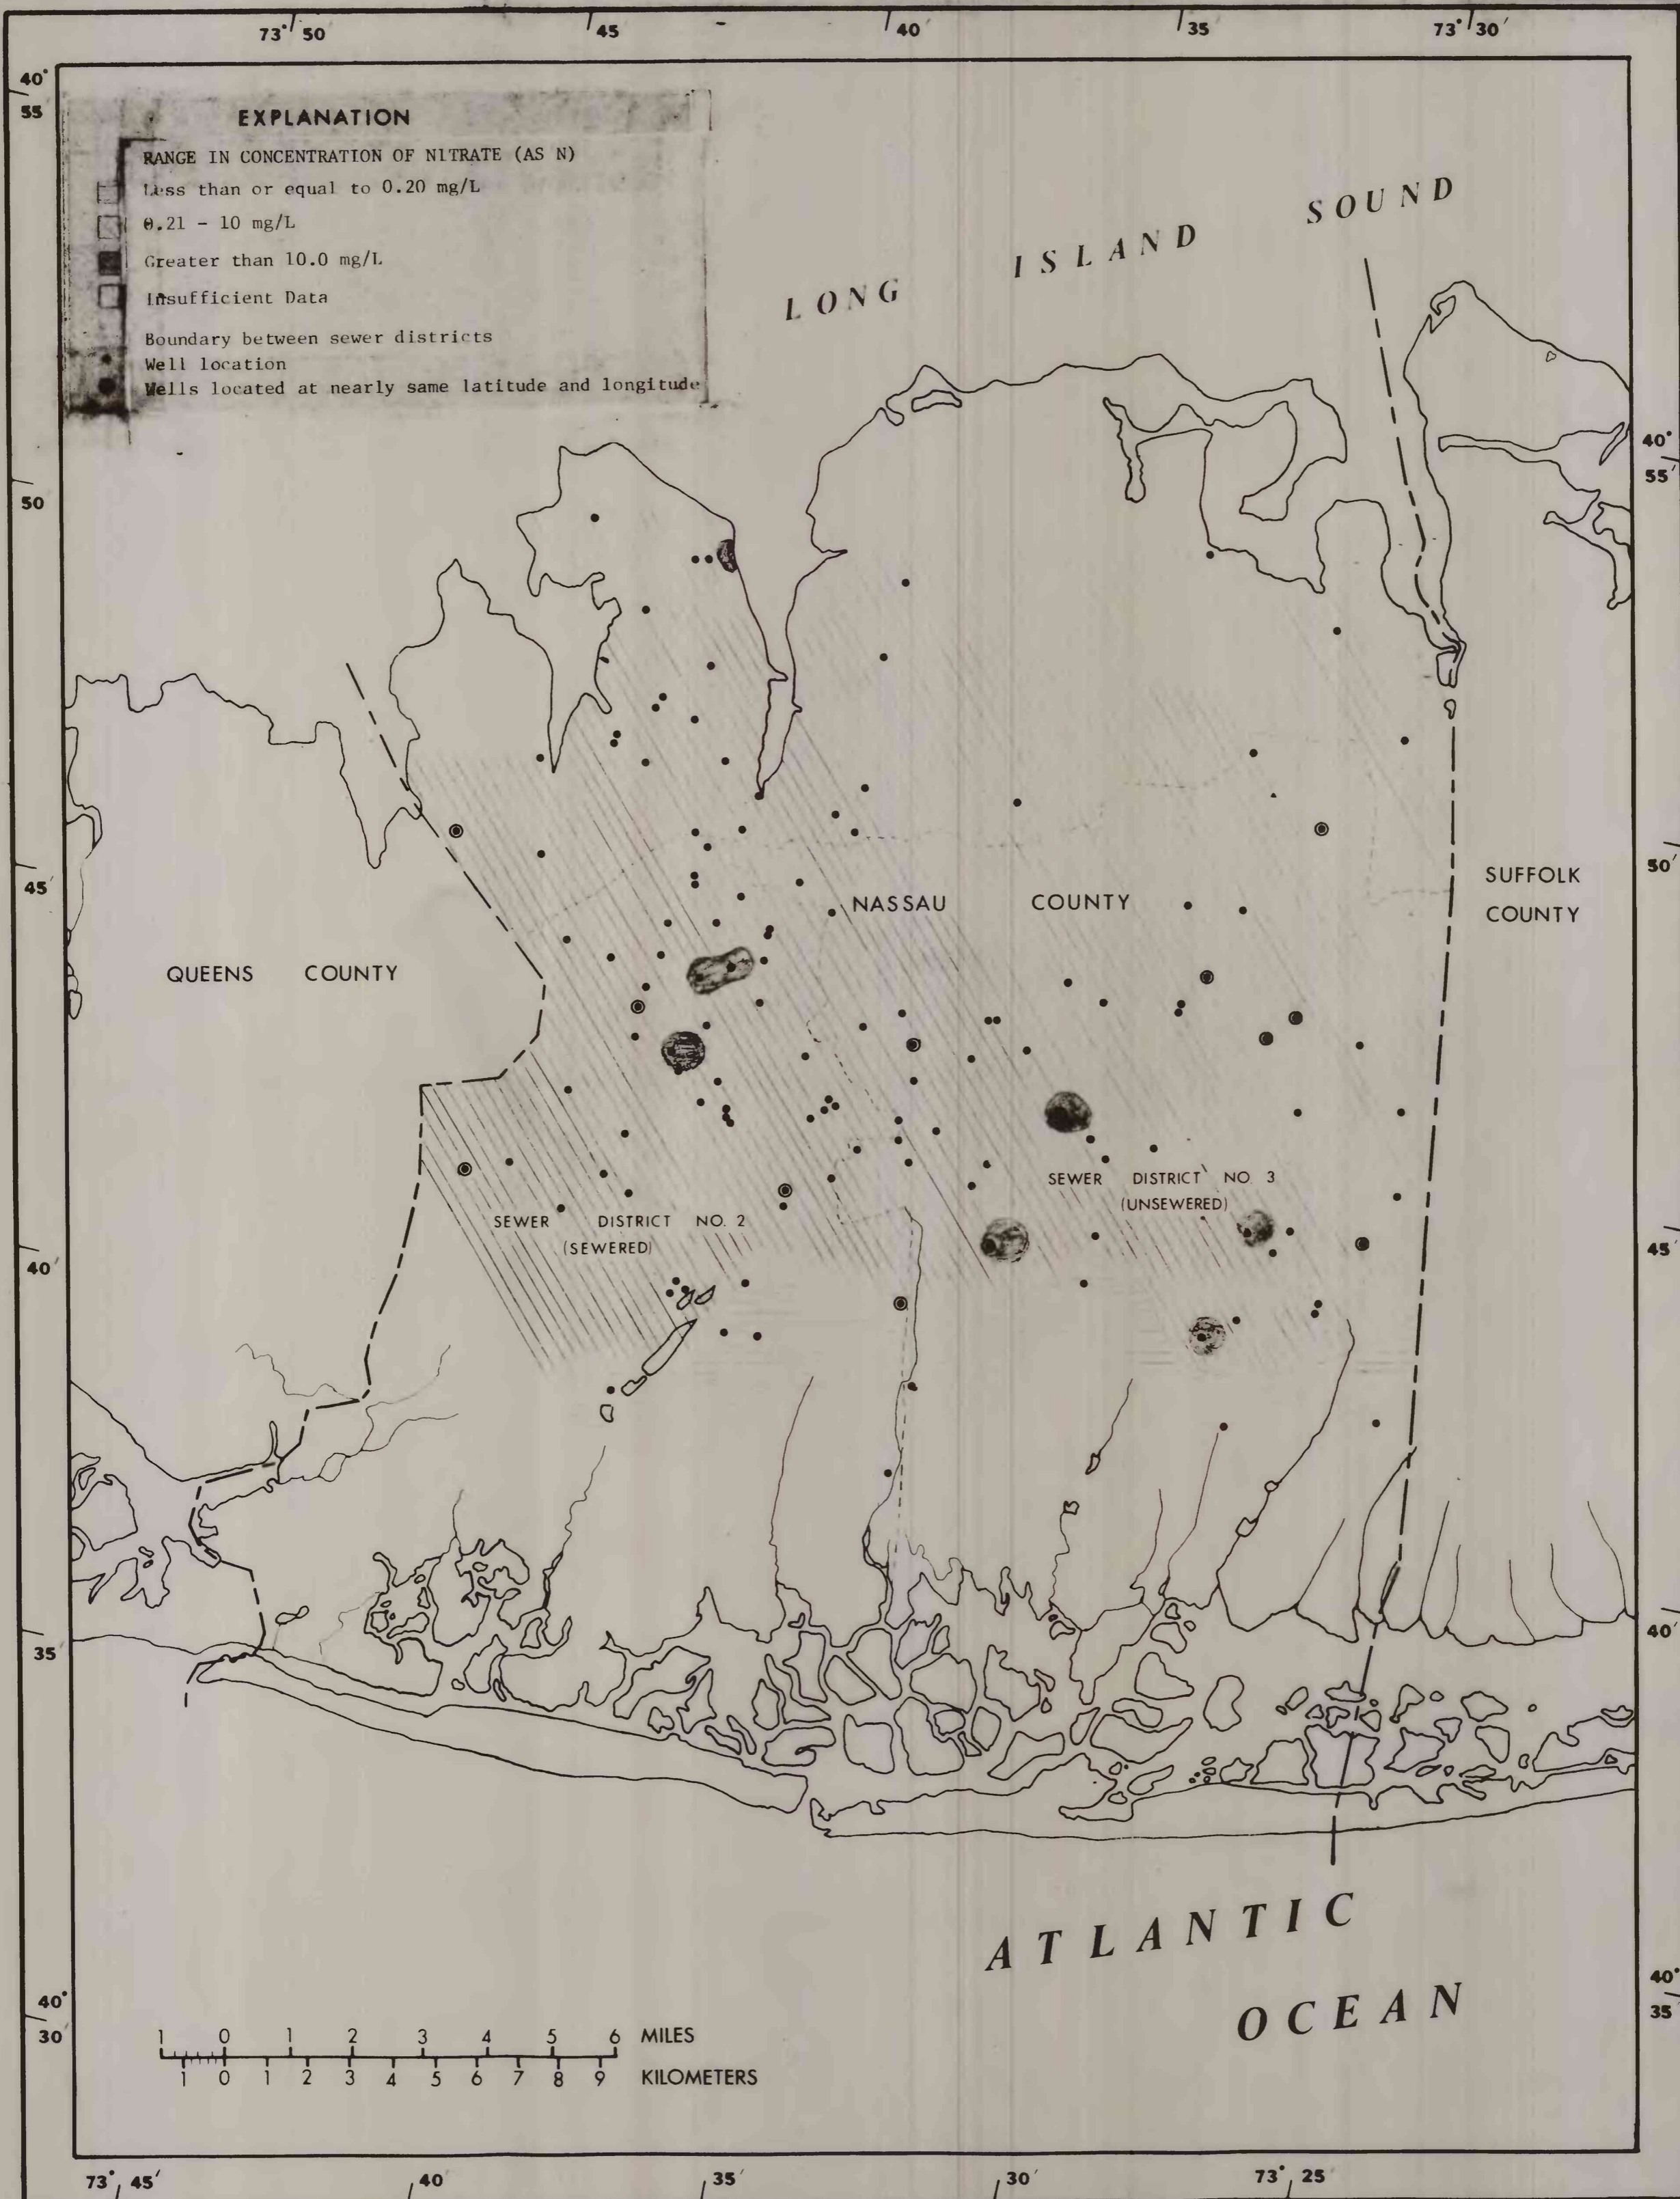 73° 50'
45
40'
35
73° 30'
40°
55
EXPLANATION
RANGE IN CONCENTRATION OF NITRATE (AS N)
Less than or equal to 0.20 mg/L
0.21 - 10 mg/L
Greater than 10.0 mg/L
Insufficient Data
Boundary between sewer districts
Well location
Wells located at nearly same latitude and longitude
LONG ISLAND SOUND
40°
55'
50
50'
45'
SUFFOLK
COUNTY
NASSAU COUNTY
QUEENS COUNTY
SEWER DISTRICT NO. 3
(UNSEWERED)
SEWER DISTRICT NO. 2
(SEWERED)
45'
40'
40'
35
ATLANTIC
OCEAN
40°
35'
40°
30'
1 0 1 2 3 4 5 6 MILES
1 0 1 2 3 4 5 6 7 8 9 KILOMETERS
73° 45'
40'
35'
30'
73° 25